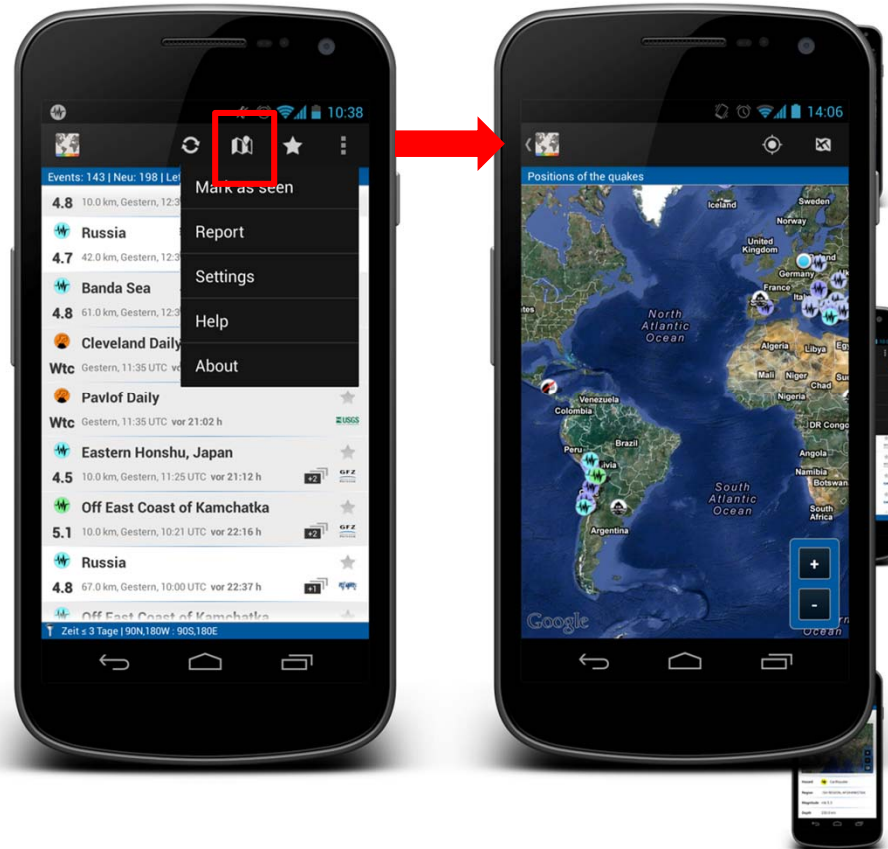 10:38
Events: 143 | Neu: 198 | Le
4.8 10.0 km, Gestern, 12:3
Russia
4.7 42.0 km, Gestern, 12:3
Banda Sea
4.8 61.0 km, Gestern, 12:3
Cleveland Daily
Wtc Gestern, 11:35 UTC
Pavlof Daily
Wtc Gestern, 11:35 UTC vor 21:02 h USGS
Eastern Honshu, Japan
4.5 10.0 km, Gestern, 11:25 UTC vor 21:12 h +2 GFZ
Off East Coast of Kamchatka
5.1 10.0 km, Gestern, 10:21 UTC vor 22:16 h +2 GFZ
Russia
4.8 67.0 km, Gestern, 10:00 UTC vor 22:37 h +1
Off East Coast of Kamchatka
Zeit ≤ 3 Tage | 90N,180W : 90S,180E
Mark as seen
Report
Settings
Help
About
14:06
Positions of the quakes
Iceland
Sweden
Norway
United
Kingdom
Germany
France
North
Atlantic
Ocean
Algeria
Libya
Mali
Niger
Chad
Nigeria
Venezuela
Colombia
DR Congo
Peru
Brazil
Angola
Namibia
Botswan
South
Atlantic
Ocean
South
Africa
Argentina
+
-
Google
Ocean
Hazard
Region
Magnitude
Depth